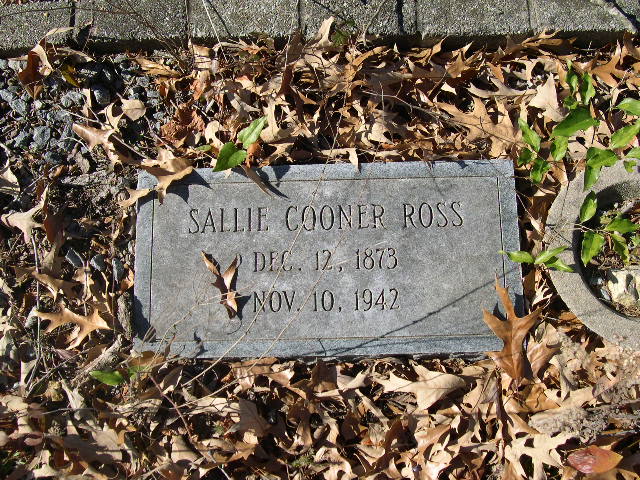 SALLIE COONER ROSS
DEC. 12, 1873
NOV. 10, 1942